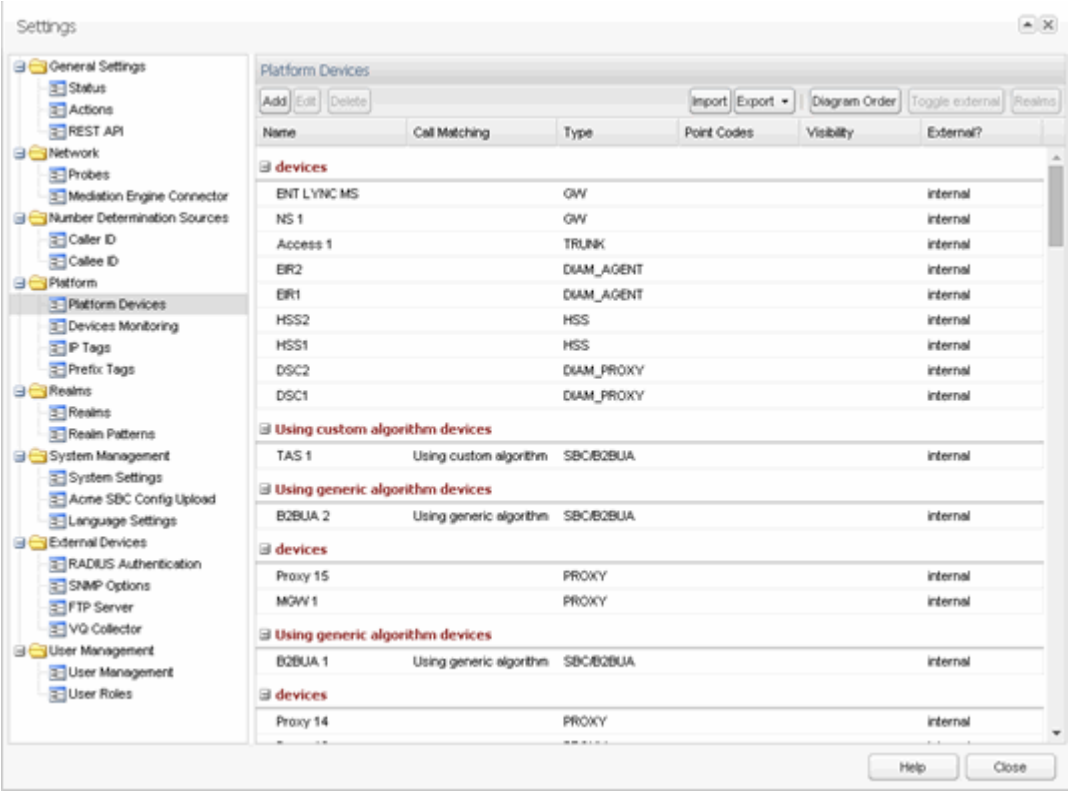 Settings
General Settings
Status
Actions
REST API
Network
Probes
Mediation Engine Connector
Number Determination Sources
Caller ID
Callee ID
Platform
Platform Devices
Devices Monitoring
IP Tags
Prefix Tags
Realms
Realms
Realm Patterns
System Management
System Settings
Acme SBC Config Upload
Language Settings
External Devices
RADIUS Authentication
SNMP Options
FTP Server
VQ Collector
User Management
User Management
User Roles
Platform Devices
Add Edit Delete Import Export Diagram Order Toggle external Realms
Name Call Matching Type Point Codes Visibility External?
devices
ENT LYNC MS GW internal
NS 1 GW internal
Access 1 TRUNK internal
EIR2 DIAM_AGENT internal
EIR1 DIAM_AGENT internal
HSS2 HSS internal
HSS1 HSS internal
DSC2 DIAM_PROXY internal
DSC1 DIAM_PROXY internal
Using custom algorithm devices
TAS 1 Using custom algorithm SBC/B2BUA internal
Using generic algorithm devices
B2BUA 2 Using generic algorithm SBC/B2BUA internal
devices
Proxy 15 PROXY internal
MGW 1 PROXY internal
Using generic algorithm devices
B2BUA 1 Using generic algorithm SBC/B2BUA internal
devices
Proxy 14 PROXY internal
Help Close